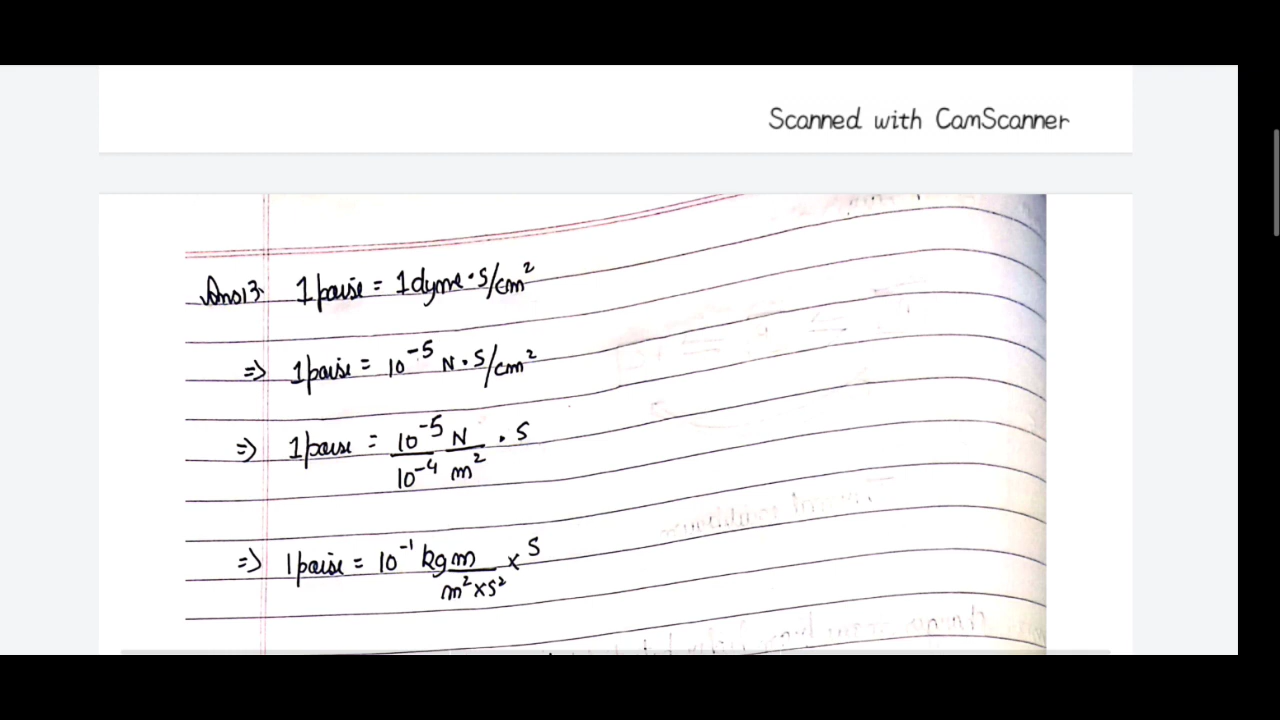 Scanned with CamScanner
Ans13. 1 poise = 1 dyne · S/cm²
=> 1 poise = 10⁻⁵ N · S/cm²
=> 1 poise = 10⁻⁵/10⁻⁴ N/m² · S
=> 1 poise = 10⁻¹ kgm/m²×s² × S